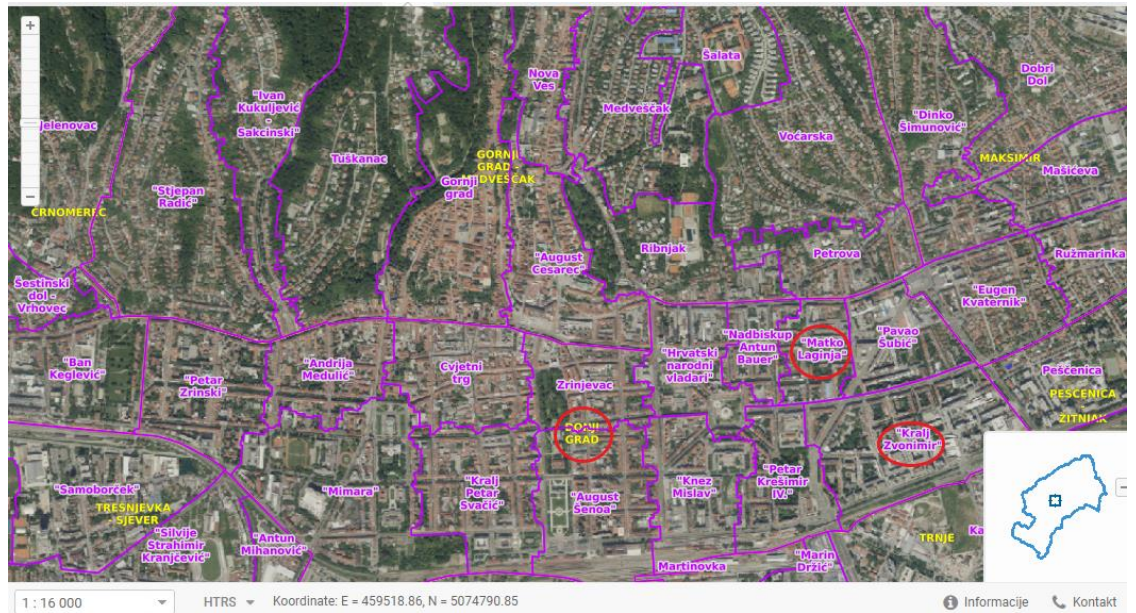 +
Nova
Ves
Šalata
Dobri
Dol
"Ivan
Kukuljević
-
Sakcinski"
Medveščak
"Dinko
Šimunović"
Jelenovac
Voćarska
Tuškanac
GORNJI
GRAD -
MEDVEŠČAK
MAKSIMIR
Mašićeva
"Stjepan
Radić"
Gornji
grad
ČRNOMEREC
-
Ribnjak
Petrova
Ružmarinka
"August
Cesarec"
Šestinski
dol -
Vrhovec
"Eugen
Kvaternik"
"Nadbiskup
Antun
Bauer"
"Matko
Laginja"
"Pavao
Šubić"
"Ban
Keglević"
"Andrija
Medulić"
Cvjetni
trg
"Hrvatski
narodni
vladari"
Peščenica
"Petar
Zrinski"
Zrinjevac
PEŠČENICA
-
ŽITNJAK
DONJI
GRAD
"Kralj
Zvonimir"
"Samoborček"
"Mimara"
"Kralj
Petar
Svačić"
"August
Šenoa"
"Knez
Mislav"
"Petar
Krešimir
IV."
TREŠNJEVKA
- SJEVER
"Silvije
Strahimir
Kranjčević"
"Antun
Mihanović"
TRNJE
Ka
Martinovka
"Marin
Držić"
1 : 16 000
HTRS
Koordinate: E = 459518.86, N = 5074790.85
Informacije
Kontakt